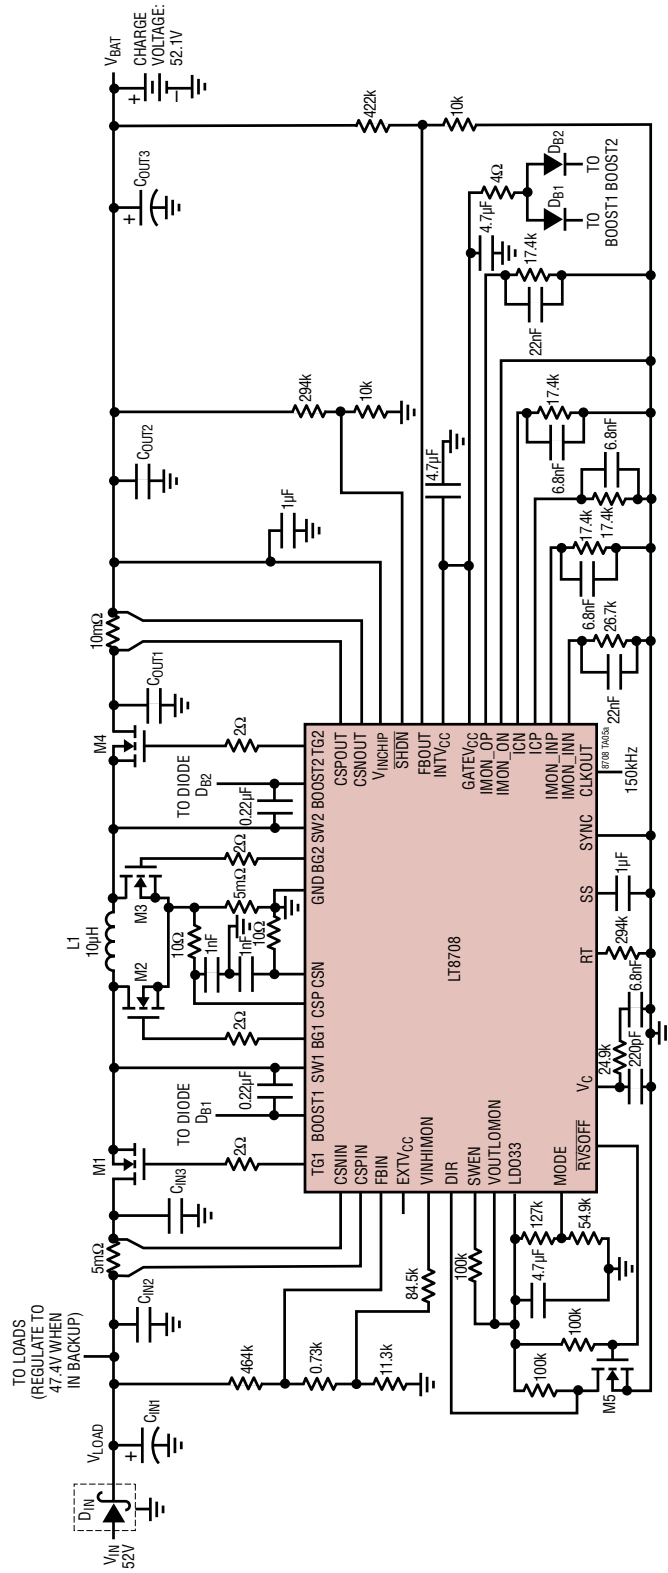 VIN
52V
DIN
VLOAD
+
CIN1
TO LOADS
(REGULATE TO
47.4V WHEN
IN BACKUP)
CIN2
5mΩ
CIN3
M1
2Ω
TO DIODE
DB1
0.22µF
M2
2Ω
L1
10µH
M3
10Ω
1nF
1nF
10Ω
5mΩ
2Ω
TO DIODE
DB2
0.22µF
M4
2Ω
COUT1
10mΩ
1µF
COUT2
294k
10k
COUT3
+
422k
10k
VBAT
+
–
CHARGE
VOLTAGE:
52.1V
TG1
BOOST1
SW1
BG1
CSP
CSN
GND
BG2
SW2
BOOST2
TG2
CSNIN
CSPIN
FBIN
EXTVCC
VINHIMON
DIR
SWEN
VOUTLOMON
LDO33
MODE
RVSOFF
LT8708
CSPOUT
CSNOUT
VINCHIP
SHDN
FBOUT
INTVCC
GATEVCC
IMON_OP
IMON_ON
ICN
ICP
IMON_INP
IMON_INN
CLKOUT
SYNC
SS
RT
VC
464k
0.73k
11.3k
84.5k
100k
127k
54.9k
4.7µF
100k
100k
M5
24.9k
220pF
6.8nF
294k
1µF
150kHz
8708 TA05a
22nF
26.7k
6.8nF
17.4k
17.4k
6.8nF
6.8nF
17.4k
22nF
17.4k
4.7µF
4.7µF
4Ω
DB1
DB2
TO
BOOST1
TO
BOOST2